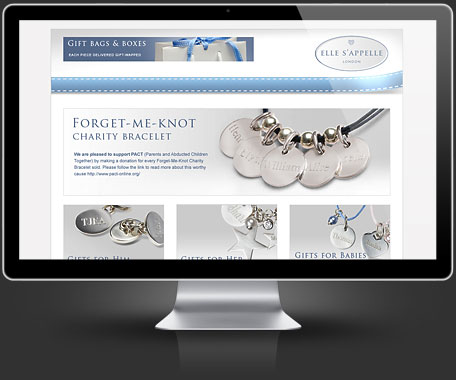 GIFT BAGS & BOXES
EACH PIECE DELIVERED GIFT-WRAPPED
ELLE S'APPELLE
LONDON
FORGET-ME-KNOT
CHARITY BRACELET
We are pleased to support PACT (Parents and Abducted Children
Together) by making a donation for every Forget-Me-Knot Charity
Bracelet sold. Please follow the link to read more about this worthy
cause http://www.pact-online.org/
William
GIFTS FOR HIM
GIFTS FOR HER
GIFTS FOR BABIES